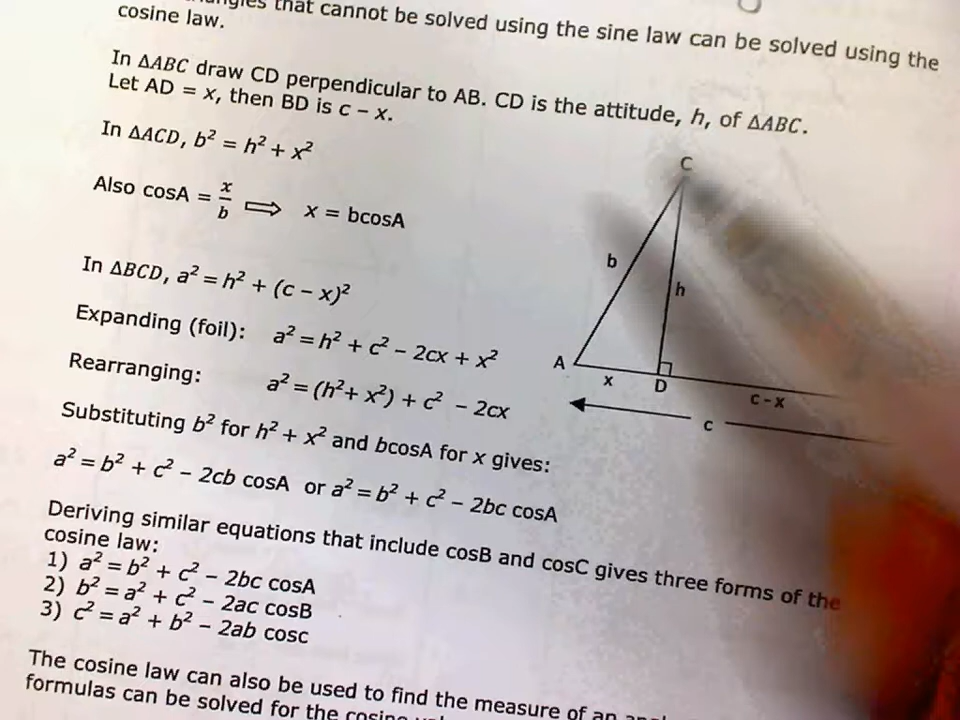 that cannot be solved using the sine law can be solved using the
cosine law.
In ΔABC draw CD perpendicular to AB. CD is the attitude, h, of ΔABC.
Let AD = x, then BD is c – x.
In ΔACD, b² = h² + x²
Also cosA = x/b ⟹ x = bcosA
In ΔBCD, a² = h² + (c – x)²
Expanding (foil): a² = h² + c² – 2cx + x²
Rearranging: a² = (h²+ x²) + c² – 2cx
Substituting b² for h² + x² and bcosA for x gives:
a² = b² + c² – 2cb cosA or a² = b² + c² – 2bc cosA
Deriving similar equations that include cosB and cosC gives three forms of the
cosine law:
1) a² = b² + c² – 2bc cosA
2) b² = a² + c² – 2ac cosB
3) c² = a² + b² – 2ab cosc
The cosine law can also be used to find the measure of an
formulas can be solved for the cosine
C
b
h
A
x
D
c – x
c